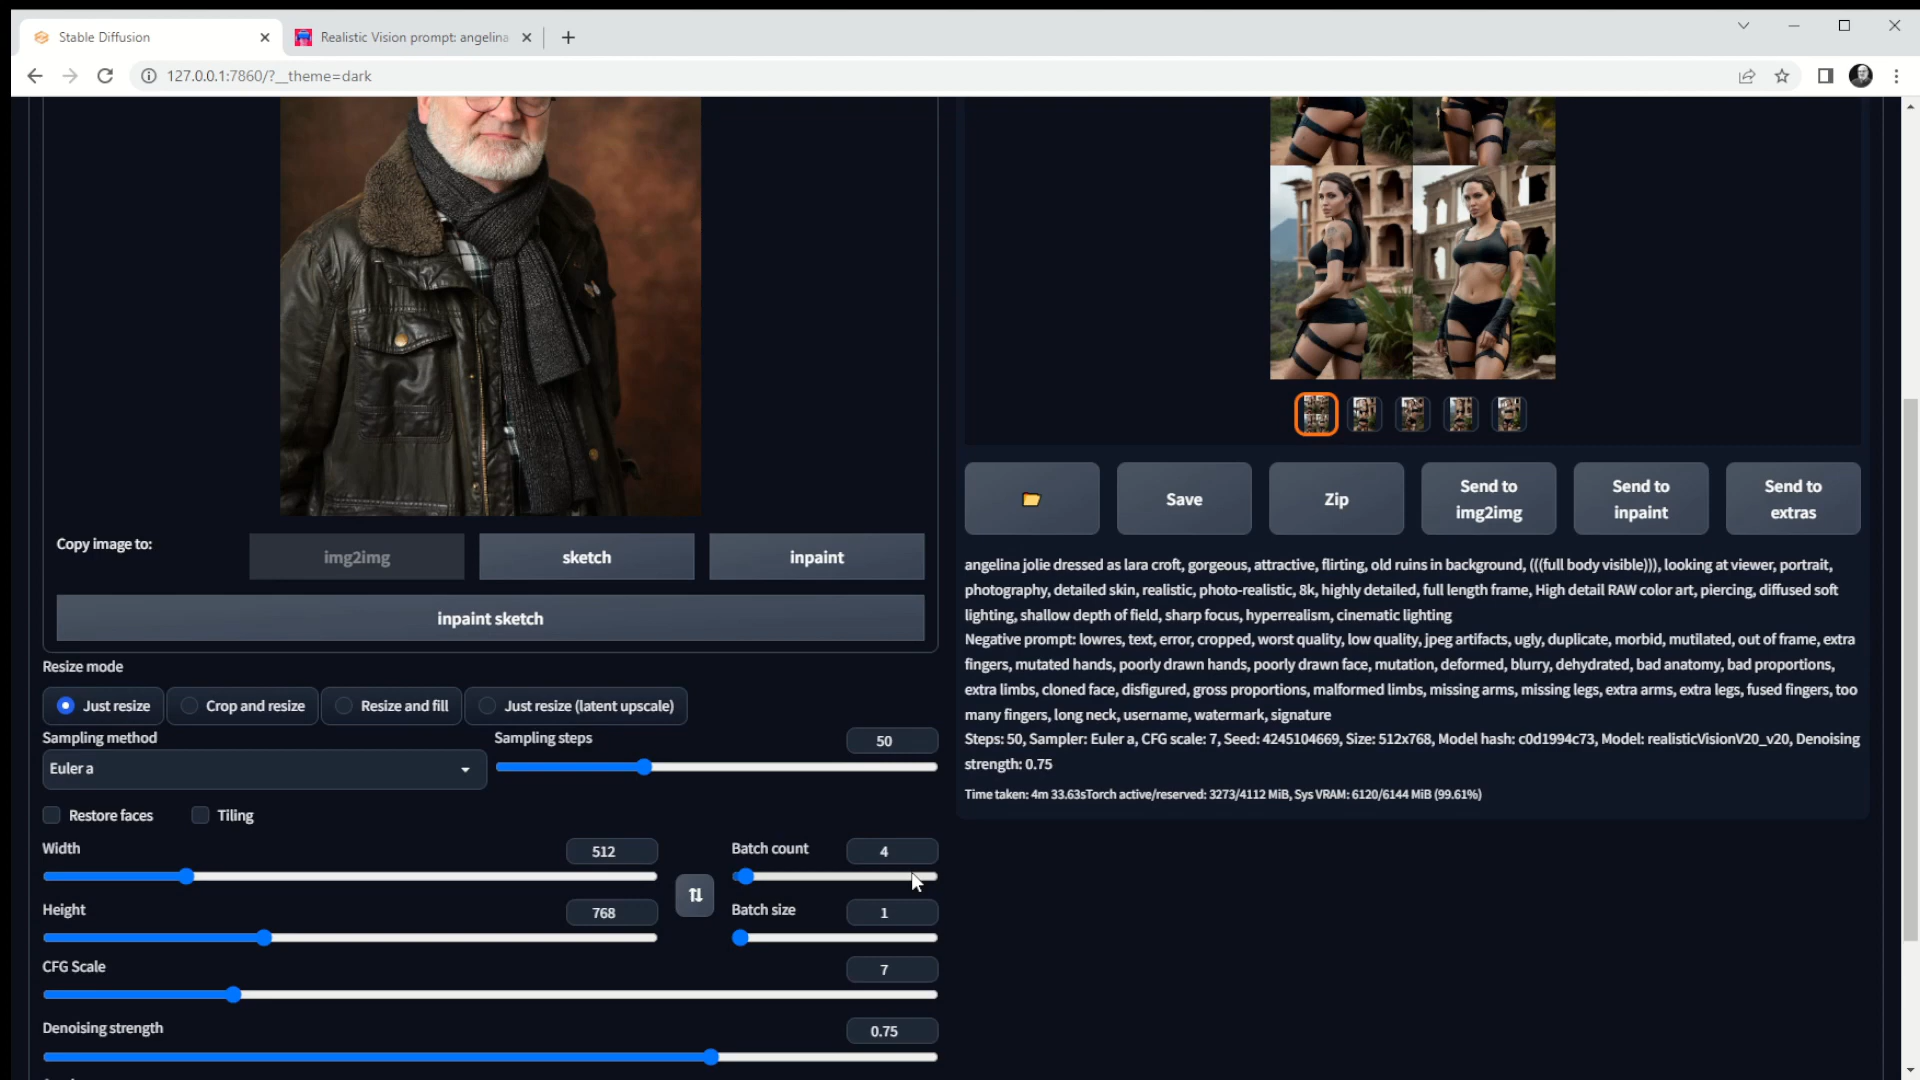 Stable Diffusion
Realistic Vision prompt: angelina
127.0.0.1:7860/?__theme=dark
Copy image to:
img2img
sketch
inpaint
inpaint sketch
Resize mode
Just resize
Crop and resize
Resize and fill
Just resize (latent upscale)
Sampling method
Euler a
Sampling steps
50
Restore faces
Tiling
Width
512
Height
768
Batch count
4
Batch size
1
CFG Scale
7
Denoising strength
0.75
Save
Zip
Send to
img2img
Send to
inpaint
Send to
extras
angelina jolie dressed as lara croft, gorgeous, attractive, flirting, old ruins in background, (((full body visible))), looking at viewer, portrait,
photography, detailed skin, realistic, photo-realistic, 8k, highly detailed, full length frame, High detail RAW color art, piercing, diffused soft
lighting, shallow depth of field, sharp focus, hyperrealism, cinematic lighting
Negative prompt: lowres, text, error, cropped, worst quality, low quality, jpeg artifacts, ugly, duplicate, morbid, mutilated, out of frame, extra
fingers, mutated hands, poorly drawn hands, poorly drawn face, mutation, deformed, blurry, dehydrated, bad anatomy, bad proportions,
extra limbs, cloned face, disfigured, gross proportions, malformed limbs, missing arms, missing legs, extra arms, extra legs, fused fingers, too
many fingers, long neck, username, watermark, signature
Steps: 50, Sampler: Euler a, CFG scale: 7, Seed: 4245104669, Size: 512x768, Model hash: c0d1994c73, Model: realisticVisionV20_v20, Denoising
strength: 0.75
Time taken: 4m 33.63sTorch active/reserved: 3273/4112 MiB, Sys VRAM: 6120/6144 MiB (99.61%)